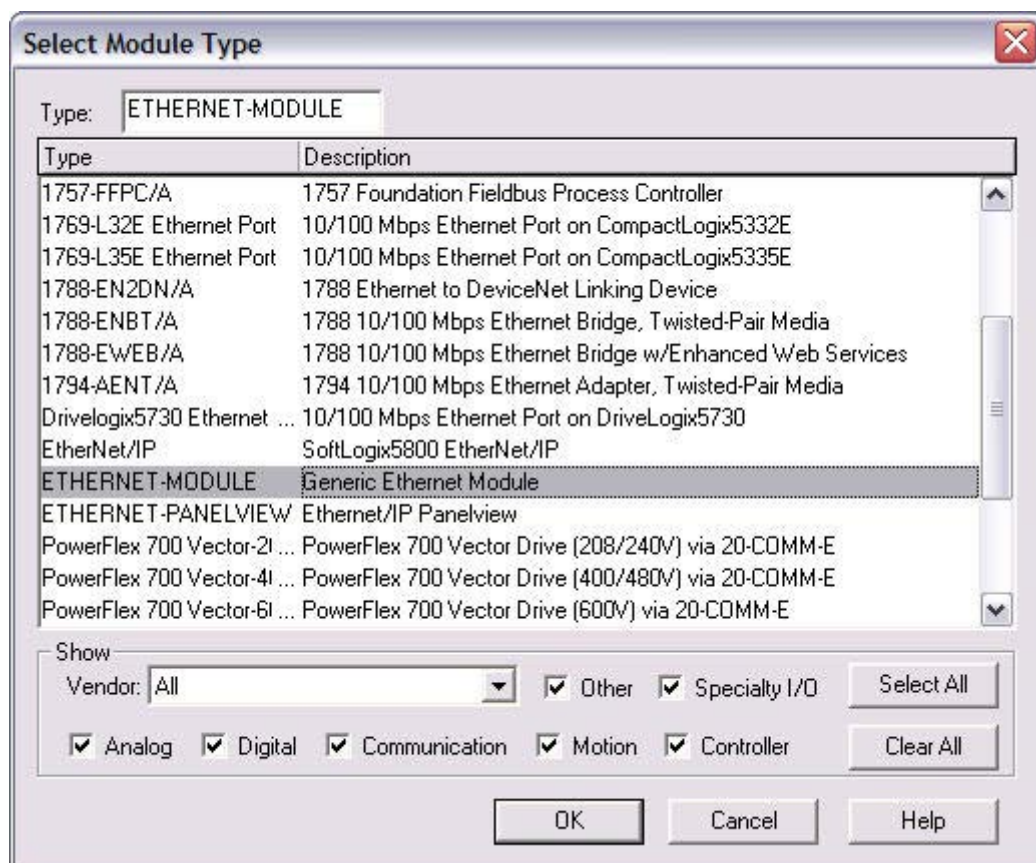 Select Module Type
Type: ETHERNET-MODULE
Type Description
1757-FFPC/A 1757 Foundation Fieldbus Process Controller
1769-L32E Ethernet Port 10/100 Mbps Ethernet Port on CompactLogix5332E
1769-L35E Ethernet Port 10/100 Mbps Ethernet Port on CompactLogix5335E
1788-EN2DN/A 1788 Ethernet to DeviceNet Linking Device
1788-ENBT/A 1788 10/100 Mbps Ethernet Bridge, Twisted-Pair Media
1788-EWEB/A 1788 10/100 Mbps Ethernet Bridge w/Enhanced Web Services
1794-AENT/A 1794 10/100 Mbps Ethernet Adapter, Twisted-Pair Media
Drivelogix5730 Ethernet ... 10/100 Mbps Ethernet Port on DriveLogix5730
EtherNet/IP SoftLogix5800 EtherNet/IP
ETHERNET-MODULE Generic Ethernet Module
ETHERNET-PANELVIEW Ethernet/IP Panelview
PowerFlex 700 Vector-2( ... PowerFlex 700 Vector Drive (208/240V) via 20-COMM-E
PowerFlex 700 Vector-4( ... PowerFlex 700 Vector Drive (400/480V) via 20-COMM-E
PowerFlex 700 Vector-6( ... PowerFlex 700 Vector Drive (600V) via 20-COMM-E
Show
Vendor: All Other Specialty I/O Select All
Analog Digital Communication Motion Controller Clear All
OK Cancel Help